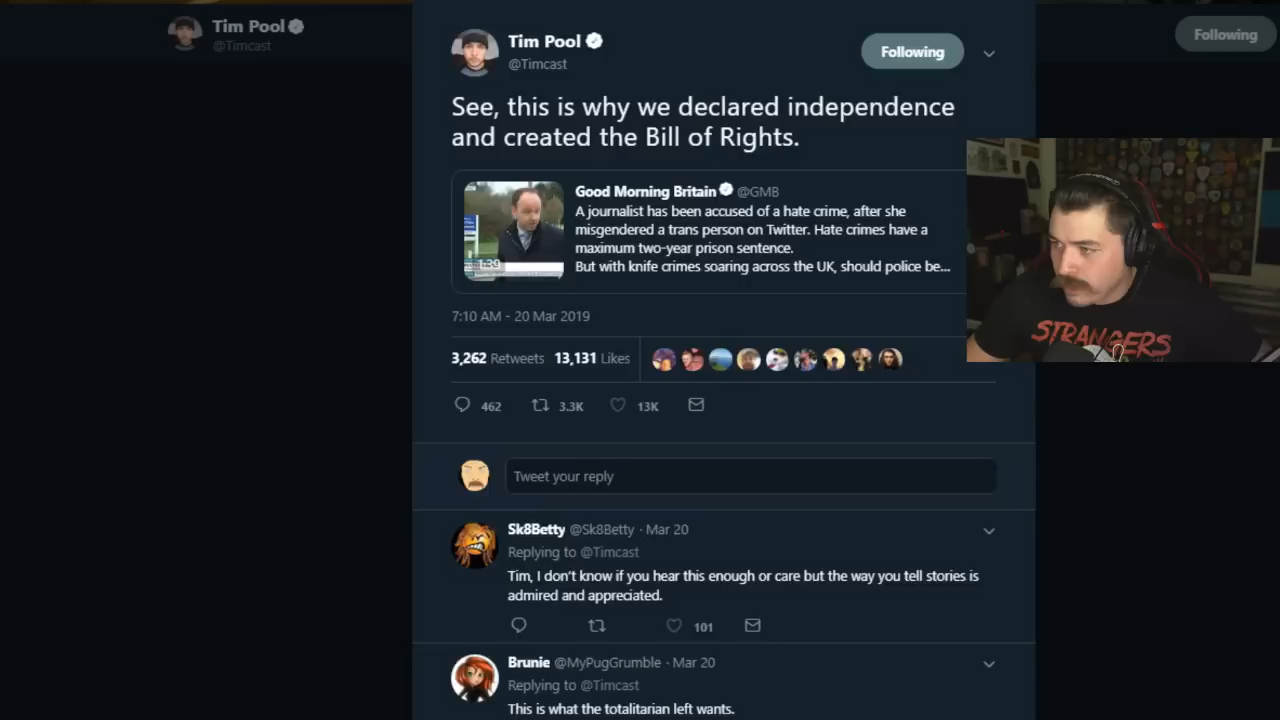 Tim Pool
@Timcast
Following
Tim Pool
@Timcast
Following
See, this is why we declared independence
and created the Bill of Rights.
Good Morning Britain @GMB
A journalist has been accused of a hate crime, after she
misgendered a trans person on Twitter. Hate crimes have a
maximum two-year prison sentence.
But with knife crimes soaring across the UK, should police be...
1:39
7:10 AM - 20 Mar 2019
3,262 Retweets 13,131 Likes
462 3.3K 13K
Tweet your reply
Sk8Betty @Sk8Betty · Mar 20
Replying to @Timcast
Tim, I don't know if you hear this enough or care but the way you tell stories is
admired and appreciated.
101
Brunie @MyPugGrumble · Mar 20
Replying to @Timcast
This is what the totalitarian left wants.
STRANGERS